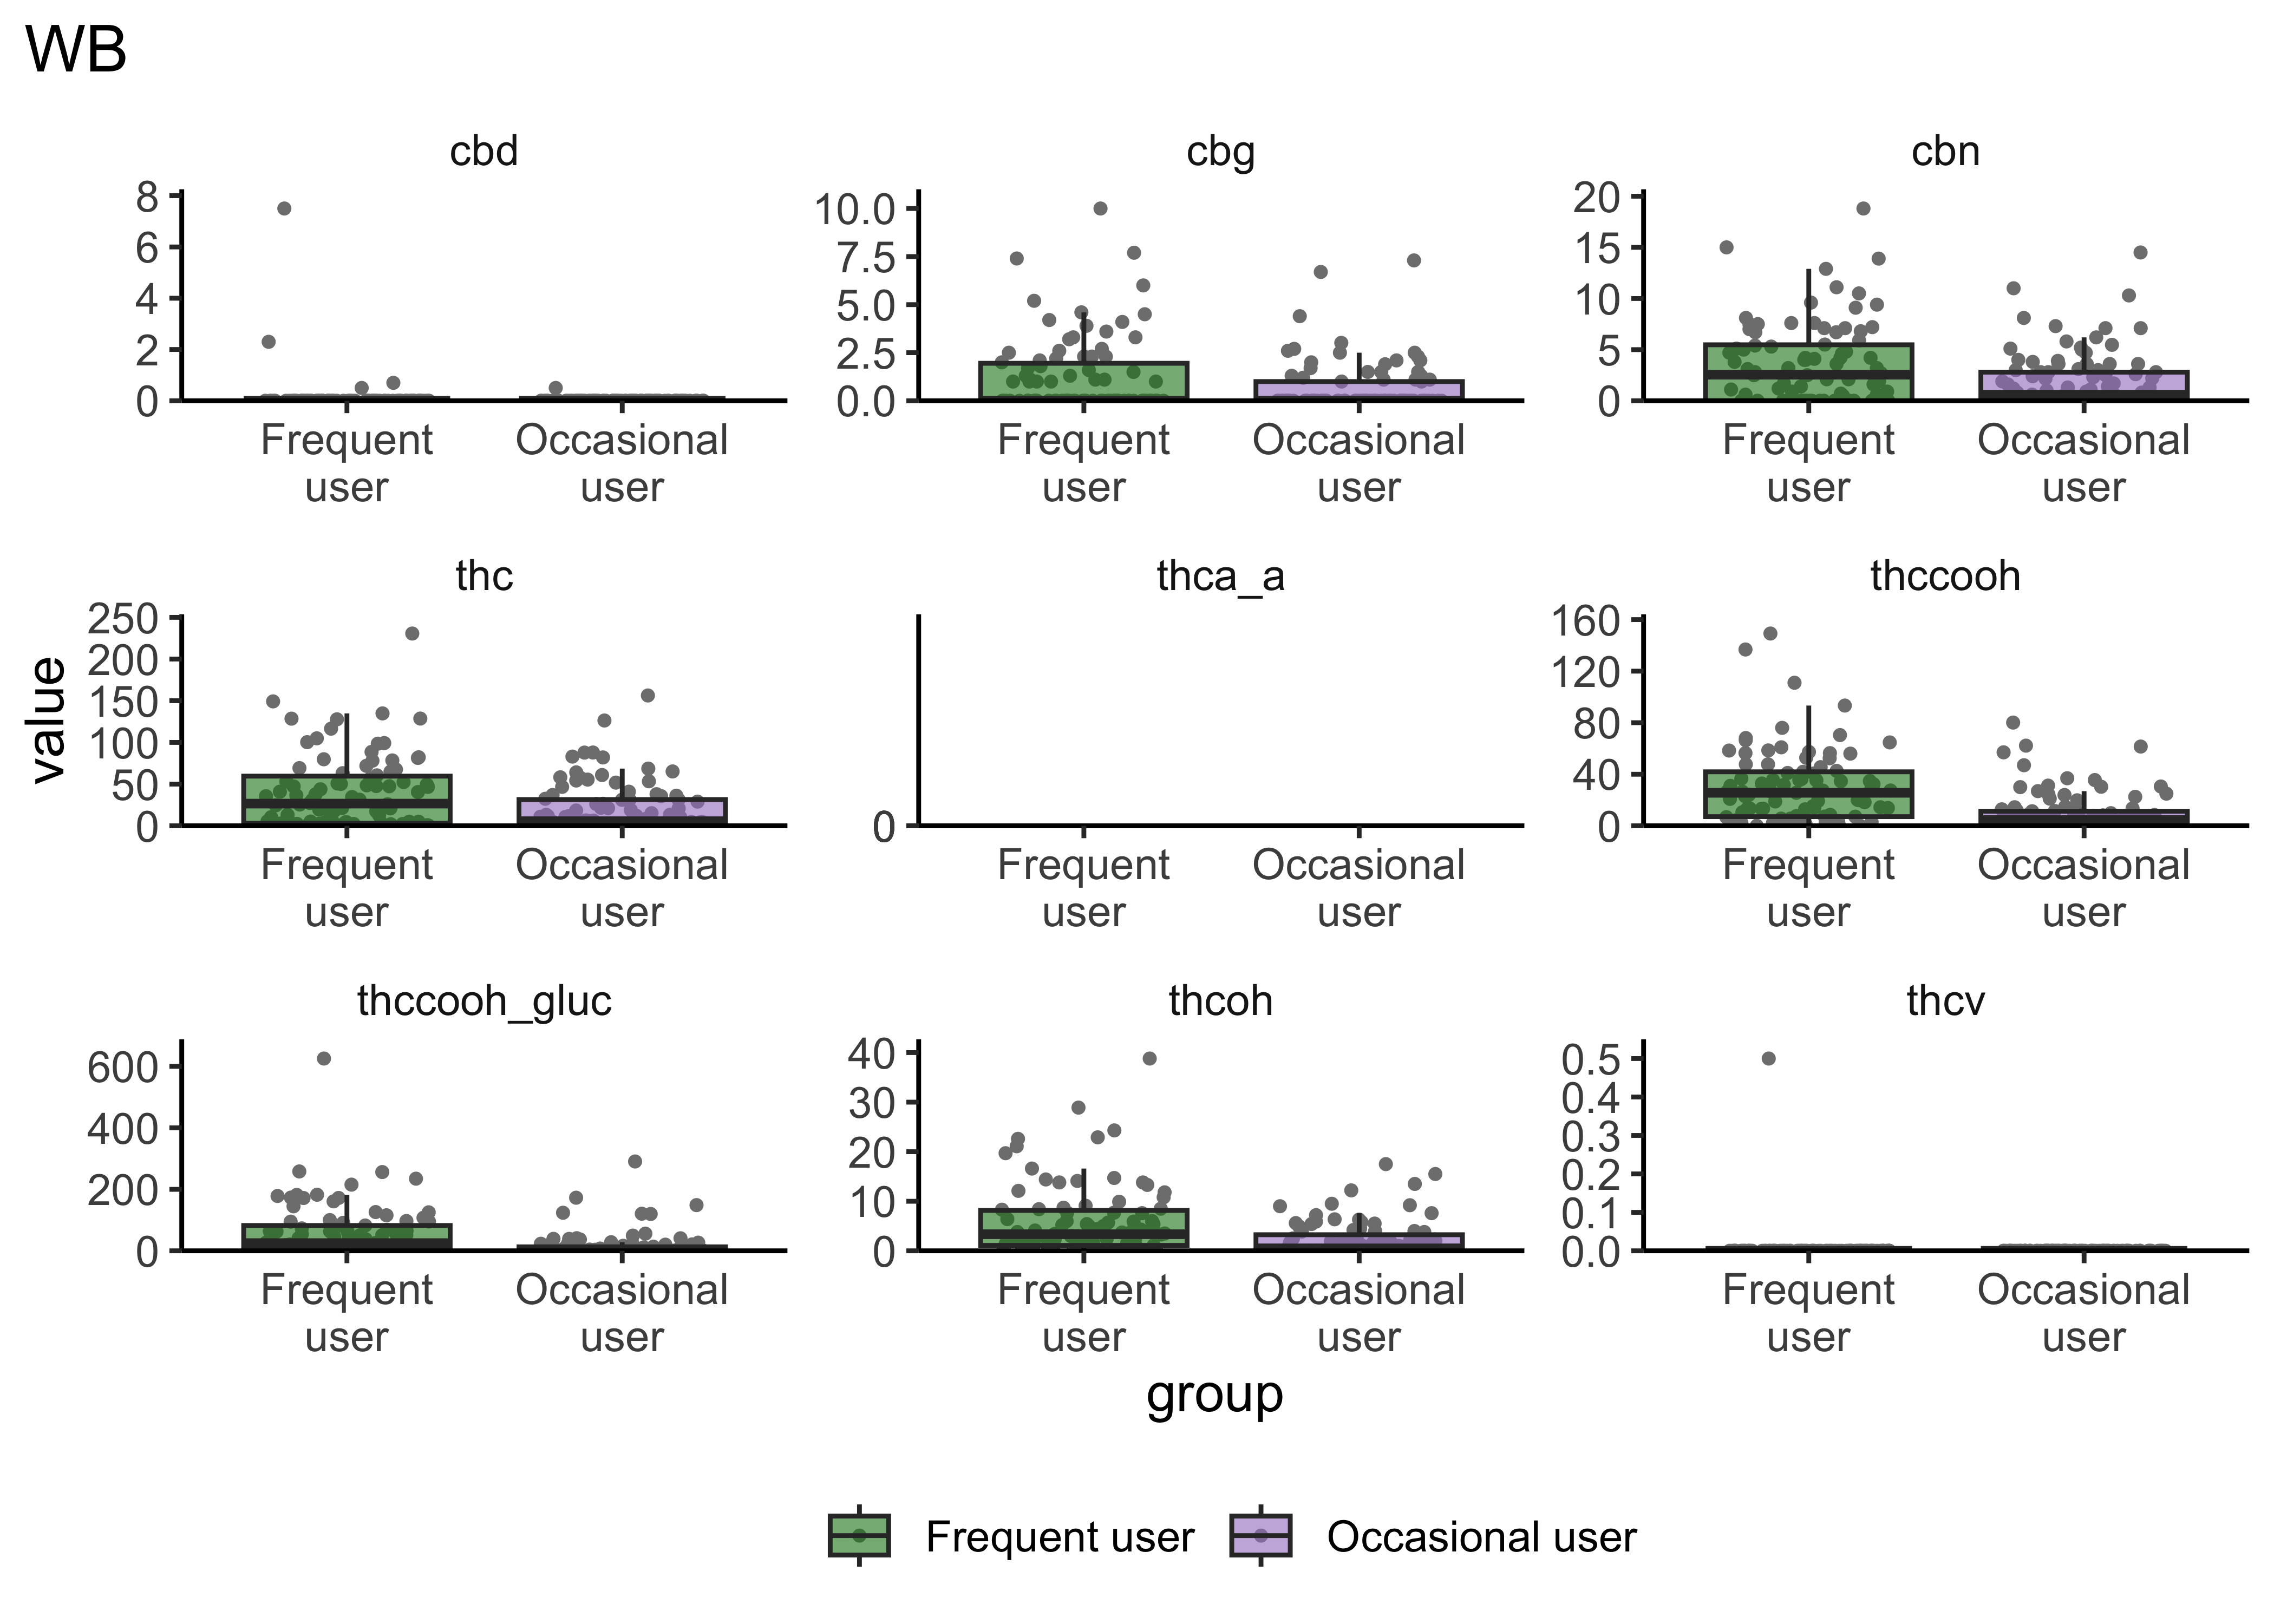 WB
cbd
cbg
cbn
8
6
4
2
0
10.0
7.5
5.0
2.5
0.0
20
15
10
5
0
Frequent user
Occasional user
Frequent user
Occasional user
Frequent user
Occasional user
thc
thca_a
thccooh
value
250
200
150
100
50
0
0
160
120
80
40
0
Frequent user
Occasional user
Frequent user
Occasional user
Frequent user
Occasional user
thccooh_gluc
thcoh
thcv
600
400
200
0
40
30
20
10
0
0.5
0.4
0.3
0.2
0.1
0.0
Frequent user
Occasional user
Frequent user
Occasional user
Frequent user
Occasional user
group
Frequent user
Occasional user